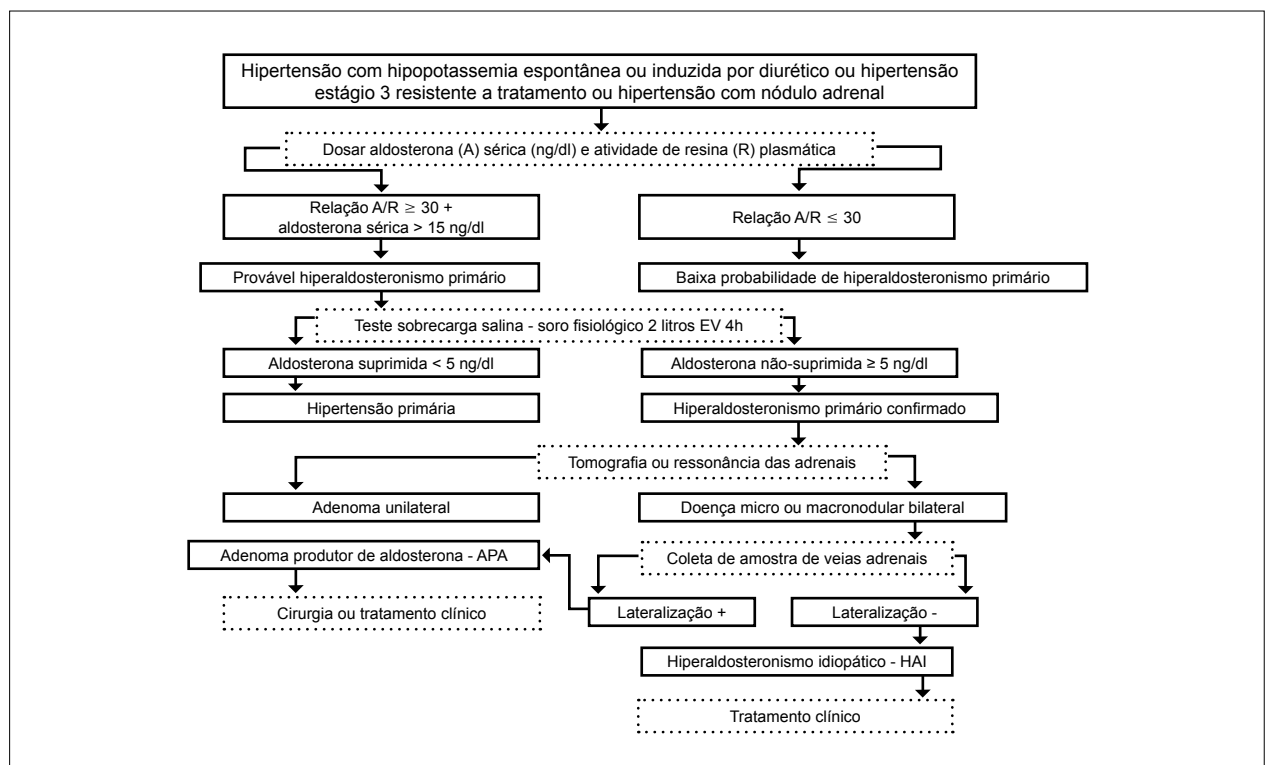 Hipertensão com hipopotassemia espontânea ou induzida por diurético ou hipertensão
estágio 3 resistente a tratamento ou hipertensão com nódulo adrenal
Dosar aldosterona (A) sérica (ng/dl) e atividade de resina (R) plasmática
Relação A/R ≥ 30 +
aldosterona sérica > 15 ng/dl
Relação A/R ≤ 30
Provável hiperaldosteronismo primário
Baixa probabilidade de hiperaldosteronismo primário
Teste sobrecarga salina - soro fisiológico 2 litros EV 4h
Aldosterona suprimida < 5 ng/dl
Aldosterona não-suprimida ≥ 5 ng/dl
Hipertensão primária
Hiperaldosteronismo primário confirmado
Tomografia ou ressonância das adrenais
Adenoma unilateral
Doença micro ou macronodular bilateral
Adenoma produtor de aldosterona - APA
Coleta de amostra de veias adrenais
Cirurgia ou tratamento clínico
Lateralização +
Lateralização -
Hiperaldosteronismo idiopático - HAI
Tratamento clínico